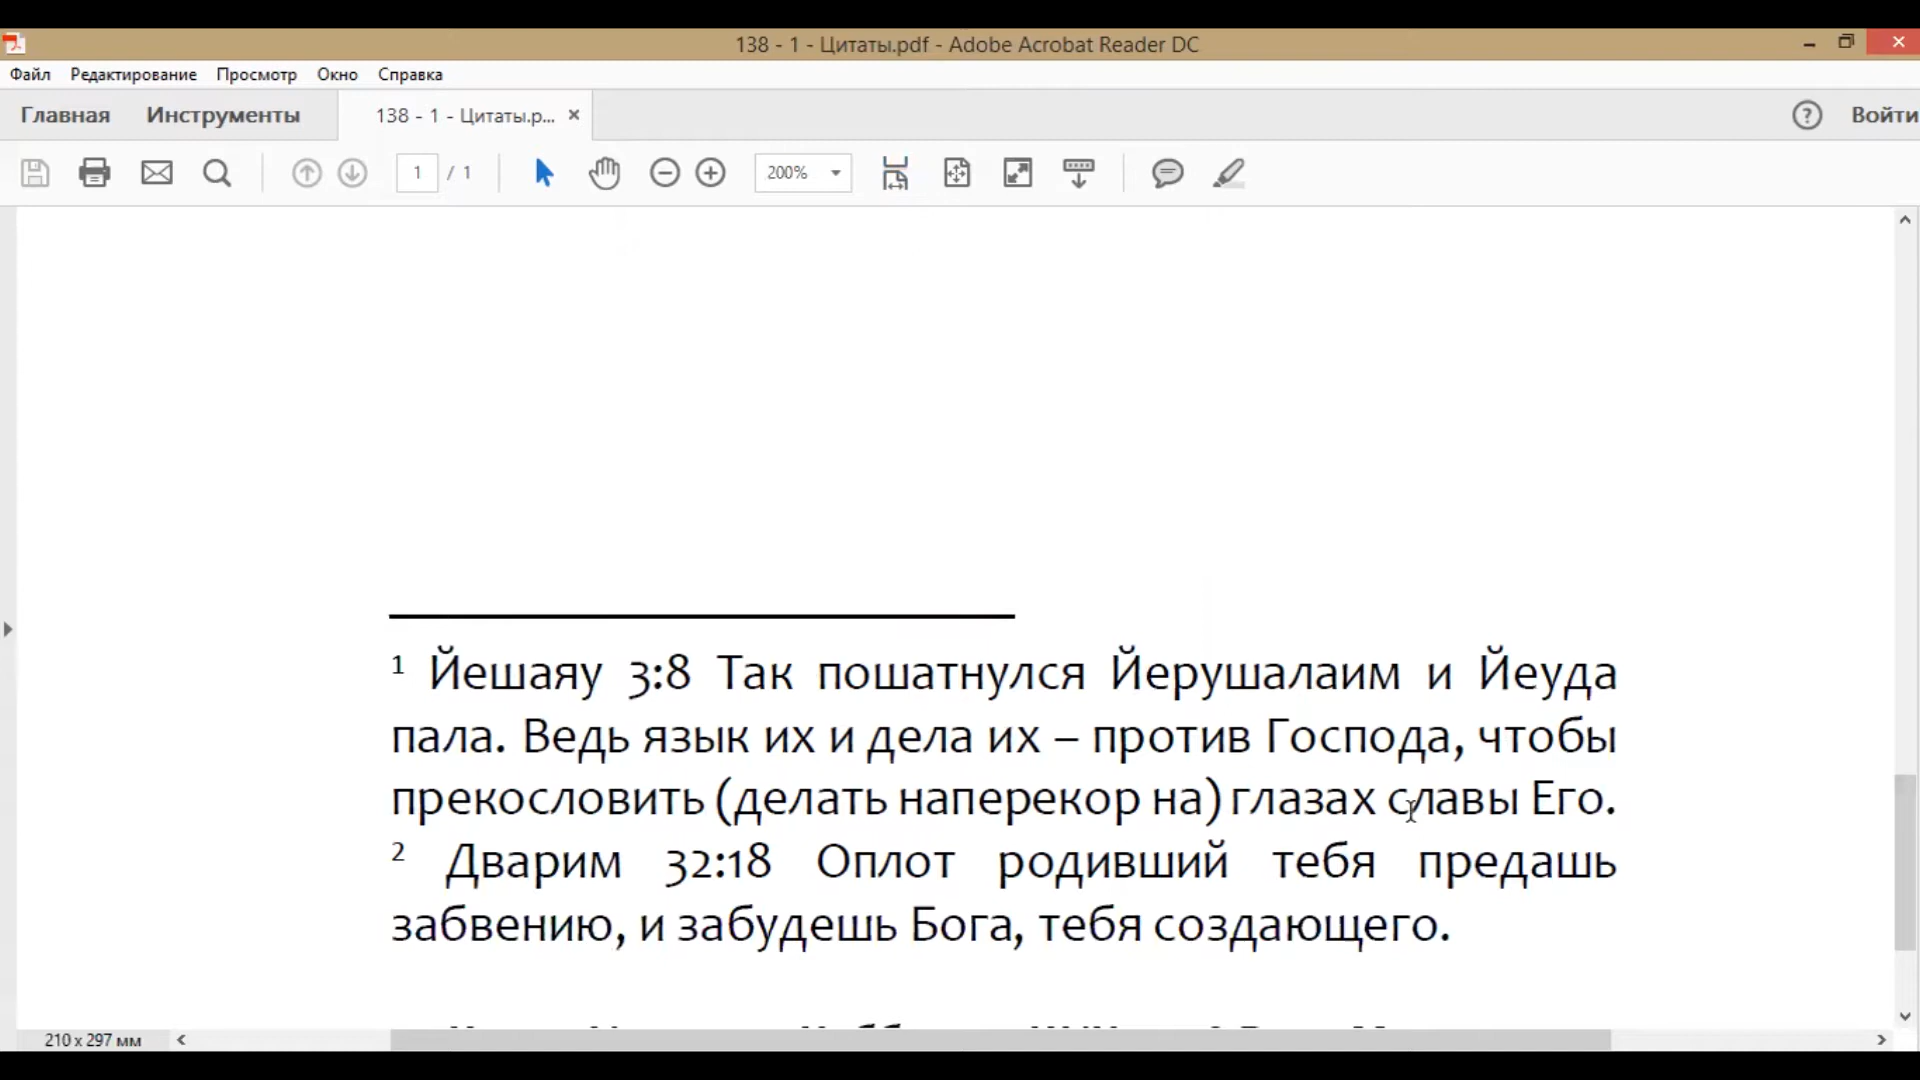 138 - 1 - Цитаты.pdf - Adobe Acrobat Reader DC
Файл Редактирование Просмотр Окно Справка
Главная Инструменты 138 - 1 - Цитаты.p... Войти
1 / 1 200%
1 Йешаяу 3:8 Так пошатнулся Йерушалаим и Йеуда
пала. Ведь язык их и дела их – против Господа, чтобы
прекословить (делать наперекор на) глазах славы Его.
2 Дварим 32:18 Оплот родивший тебя предашь
забвению, и забудешь Бога, тебя создающего.
210 x 297 мм